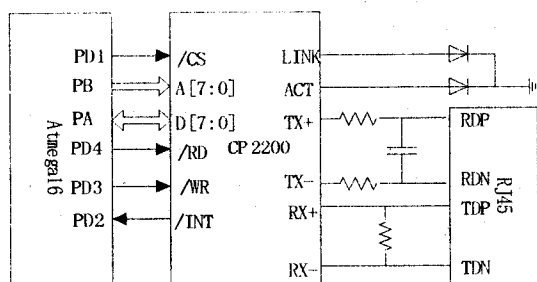 PD1 /CS LINK
PB A[7:0] ACT
PA D[7:0] TX+ RDP
PD4 /RD CP2200
PD3 /WR TX- RDN
PD2 /INT RX+ TDP
RX- TDN
Atmega16
RJ45